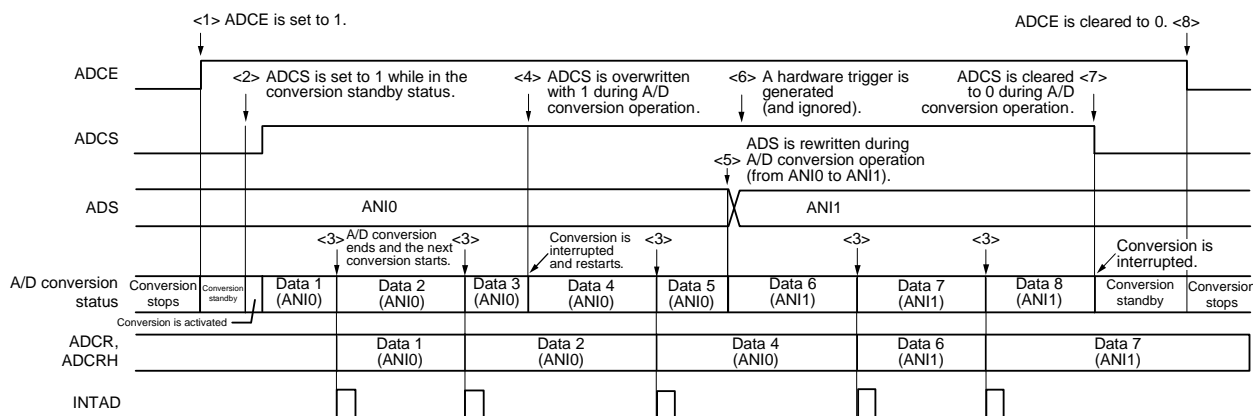 <1> ADCE is set to 1.
ADCE is cleared to 0. <8>
ADCE
<2> ADCS is set to 1 while in the
conversion standby status.
<4> ADCS is overwritten
with 1 during A/D
conversion operation.
<6> A hardware trigger is
generated
(and ignored).
ADCS is cleared <7>
to 0 during A/D
conversion operation.
ADCS
<5> ADS is rewritten during
A/D conversion operation
(from ANI0 to ANI1).
ADS
ANI0
ANI1
<3> A/D conversion
ends and the next
conversion starts.
<3>
Conversion is
interrupted
and restarts.
<3>
<3>
<3>
Conversion is
interrupted.
A/D conversion
status
Conversion
stops
Conversion
standby
Data 1
(ANI0)
Data 2
(ANI0)
Data 3
(ANI0)
Data 4
(ANI0)
Data 5
(ANI0)
Data 6
(ANI1)
Data 7
(ANI1)
Data 8
(ANI1)
Conversion
standby
Conversion
stops
Conversion is activated
ADCR,
ADCRH
Data 1
(ANI0)
Data 2
(ANI0)
Data 4
(ANI0)
Data 6
(ANI1)
Data 7
(ANI1)
INTAD